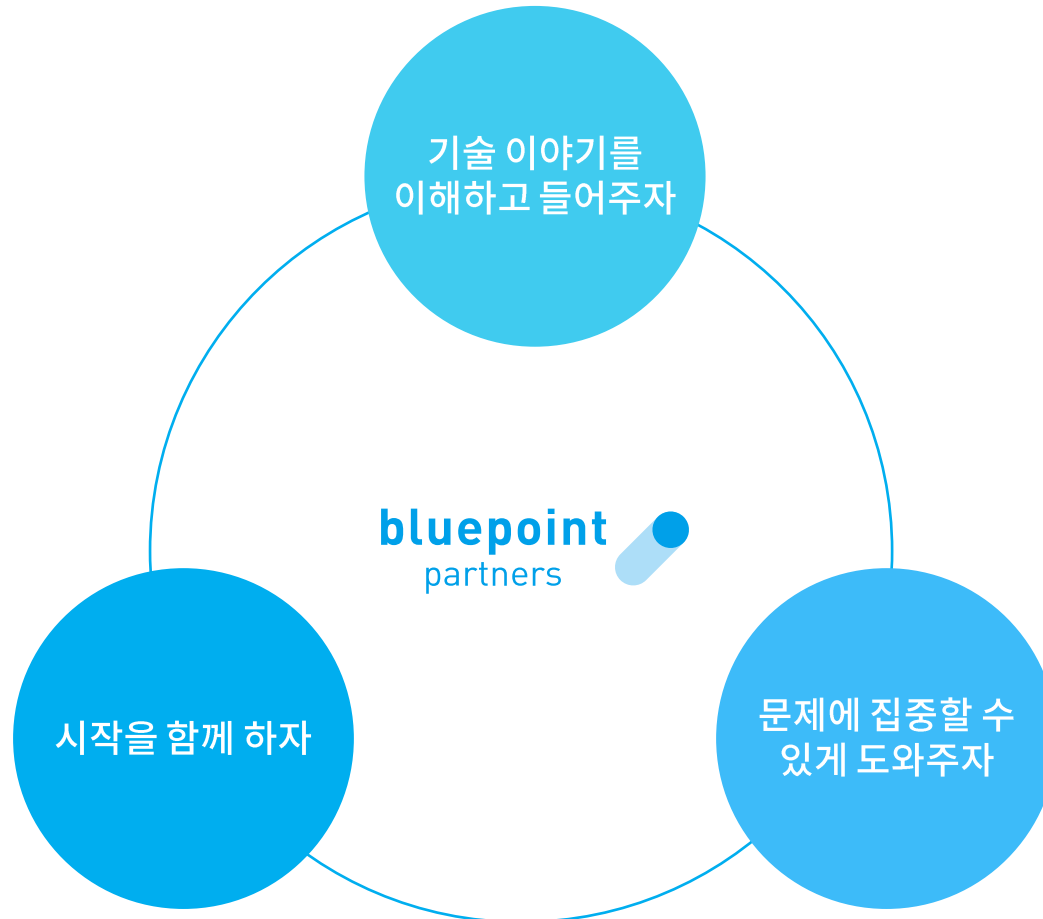 기술 이야기를
이해하고 들어주자
bluepoint
partners
시작을 함께 하자
문제에 집중할 수
있게 도와주자